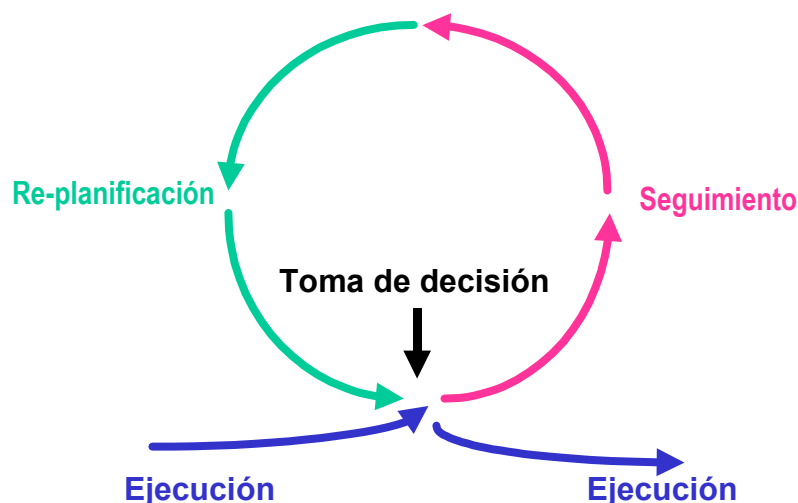 Re-planificación
Seguimiento
Toma de decisión
Ejecución
Ejecución